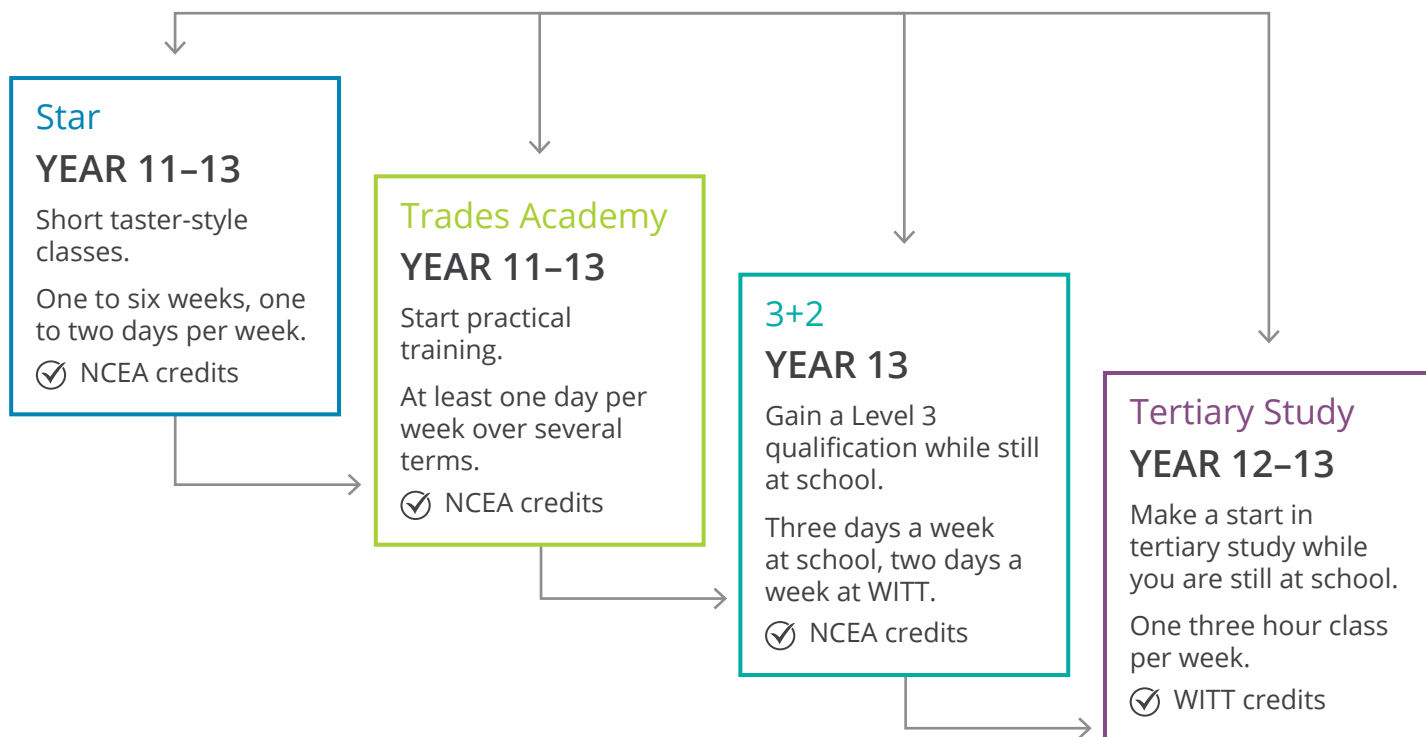 Star
YEAR 11–13
Short taster-style
classes.
One to six weeks, one
to two days per week.
NCEA credits
Trades Academy
YEAR 11–13
Start practical
training.
At least one day per
week over several
terms.
NCEA credits
3+2
YEAR 13
Gain a Level 3
qualification while still
at school.
Three days a week
at school, two days a
week at WITT.
NCEA credits
Tertiary Study
YEAR 12–13
Make a start in
tertiary study while
you are still at school.
One three hour class
per week.
WITT credits